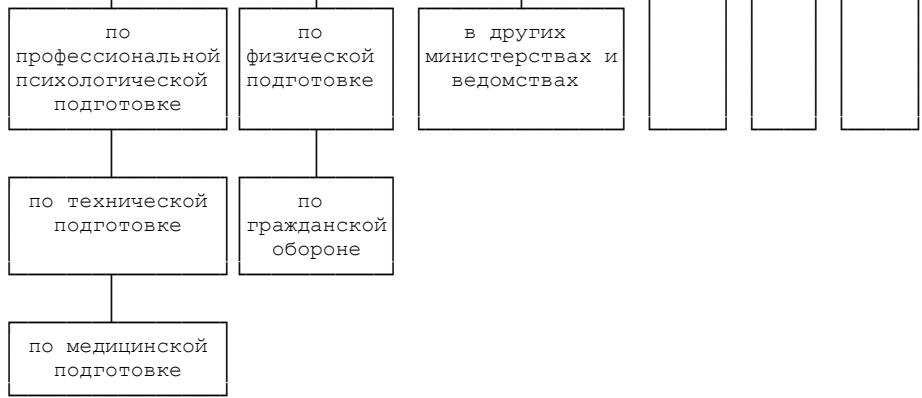 по
профессиональной
психологической
подготовке
по
физической
подготовке
в других
министерствах и
ведомствах
по технической
подготовке
по
гражданской
обороне
по медицинской
подготовке